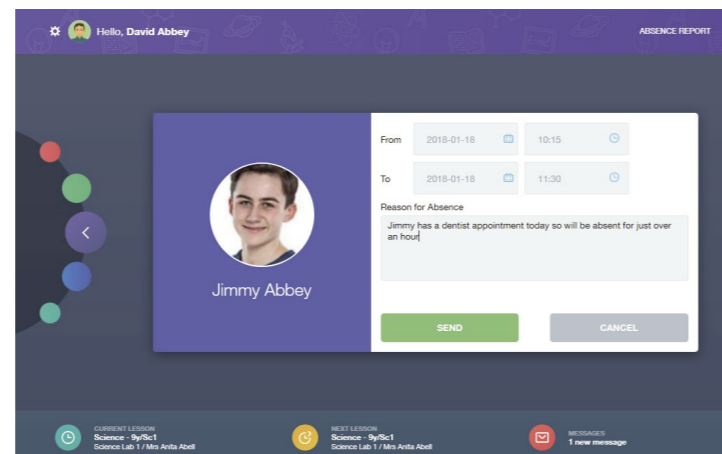 Hello, David Abbey
ABSENCE REPORT
Jimmy Abbey
From 2018-01-18 10:15
To 2018-01-18 11:30
Reason for Absence
Jimmy has a dentist appointment today so will be absent for just over
an hour
SEND CANCEL
CURRENT LESSON
Science - 9y/Sc1
Science Lab 1 / Mrs Anita Abell
NEXT LESSON
Science - 9y/Sc1
Science Lab 1 / Mrs Anita Abell
MESSAGES
1 new message